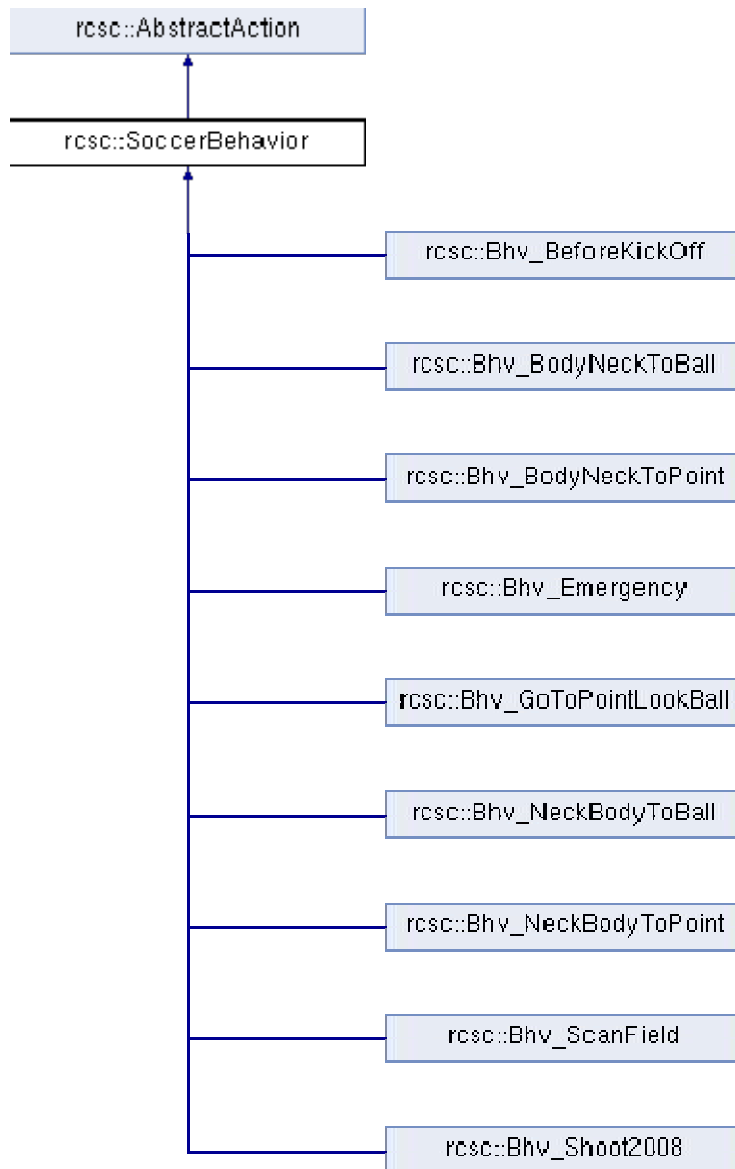 rcsc::AbstractAction
rcsc::SoccerBehavior
rcsc::Bhv_BeforeKickOff
rcsc::Bhv_BodyNeckToBall
rcsc::Bhv_BodyNeckToPoint
rcsc::Bhv_Emergency
rcsc::Bhv_GoToPointLookBall
rcsc::Bhv_NeckBodyToBall
rcsc::Bhv_NeckBodyToPoint
rcsc::Bhv_ScanField
rcsc::Bhv_Shoot2008